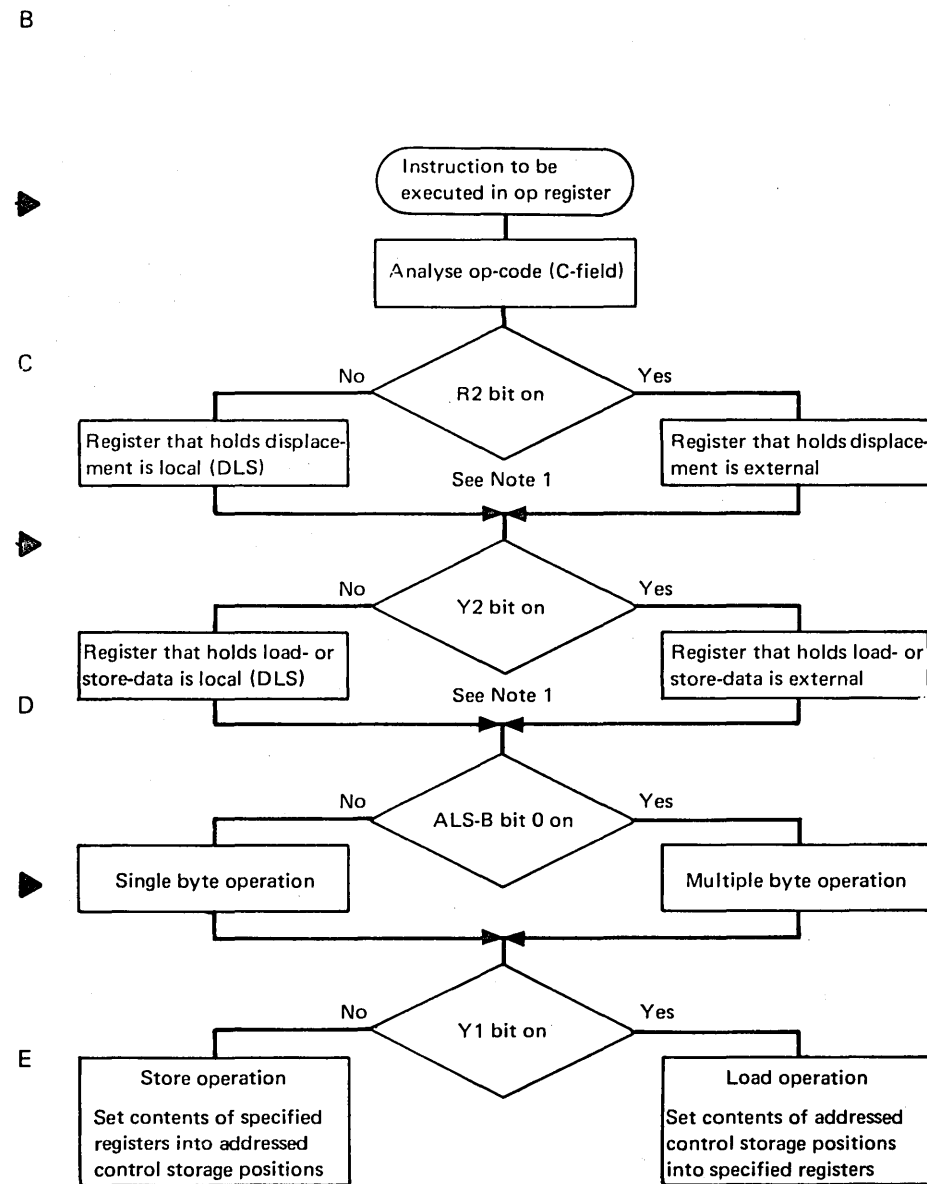 B
Instruction to be
executed in op register
Analyse op-code (C-field)
C
No
Yes
R2 bit on
Register that holds displace-
ment is local (DLS)
Register that holds displace-
ment is external
See Note 1
No
Yes
Y2 bit on
Register that holds load- or
store-data is local (DLS)
Register that holds load- or
store-data is external
D
See Note 1
No
Yes
ALS-B bit 0 on
Single byte operation
Multiple byte operation
No
Yes
Y1 bit on
E
Store operation
Set contents of specified
registers into addressed
control storage positions
Load operation
Set contents of addressed
control storage positions
into specified registers